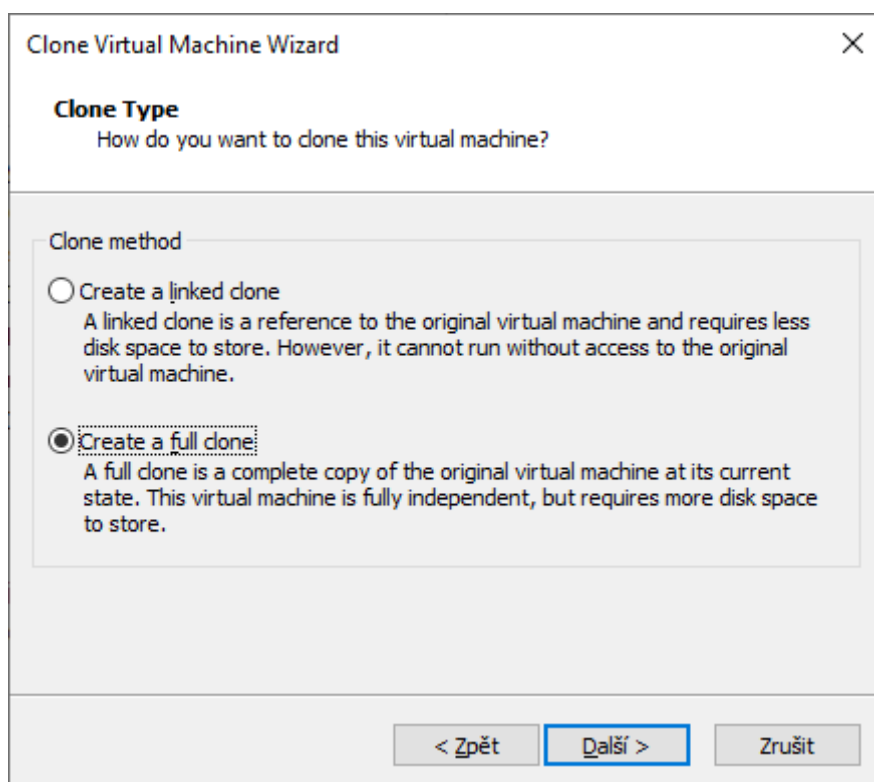 Clone Virtual Machine Wizard
Clone Type
How do you want to clone this virtual machine?
Clone method
Create a linked clone
A linked clone is a reference to the original virtual machine and requires less
disk space to store. However, it cannot run without access to the original
virtual machine.
Create a full clone
A full clone is a complete copy of the original virtual machine at its current
state. This virtual machine is fully independent, but requires more disk space
to store.
< Zpět   Další >   Zrušit